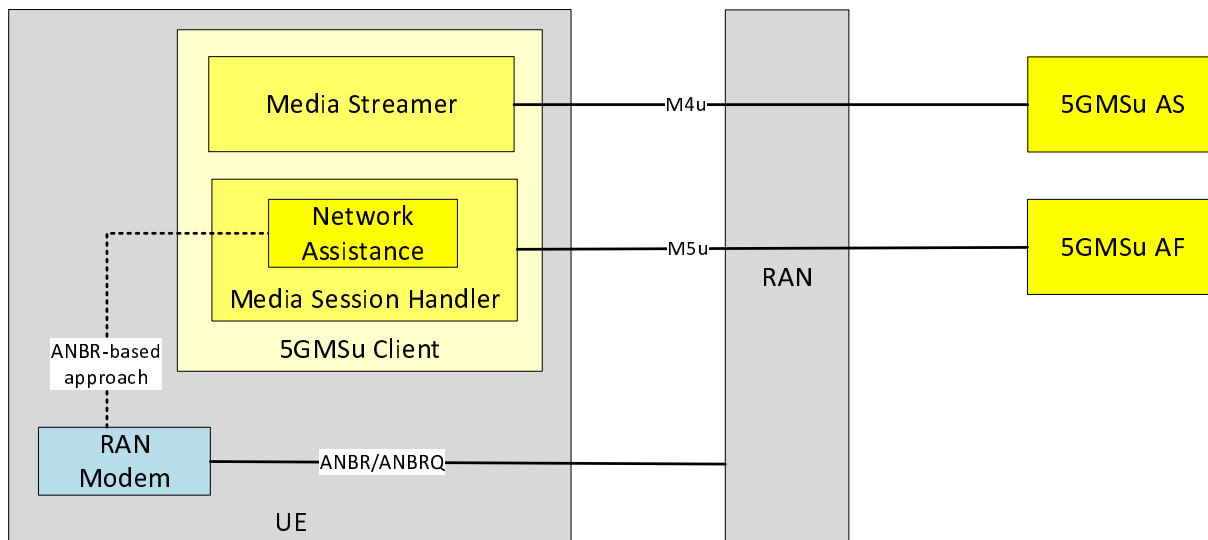 Media Streamer
M4u
5GMSu AS
Network
Assistance
M5u
5GMSu AF
RAN
Media Session Handler
5GMSu Client
ANBR-based
approach
RAN
Modem
ANBR/ANBRQ
UE